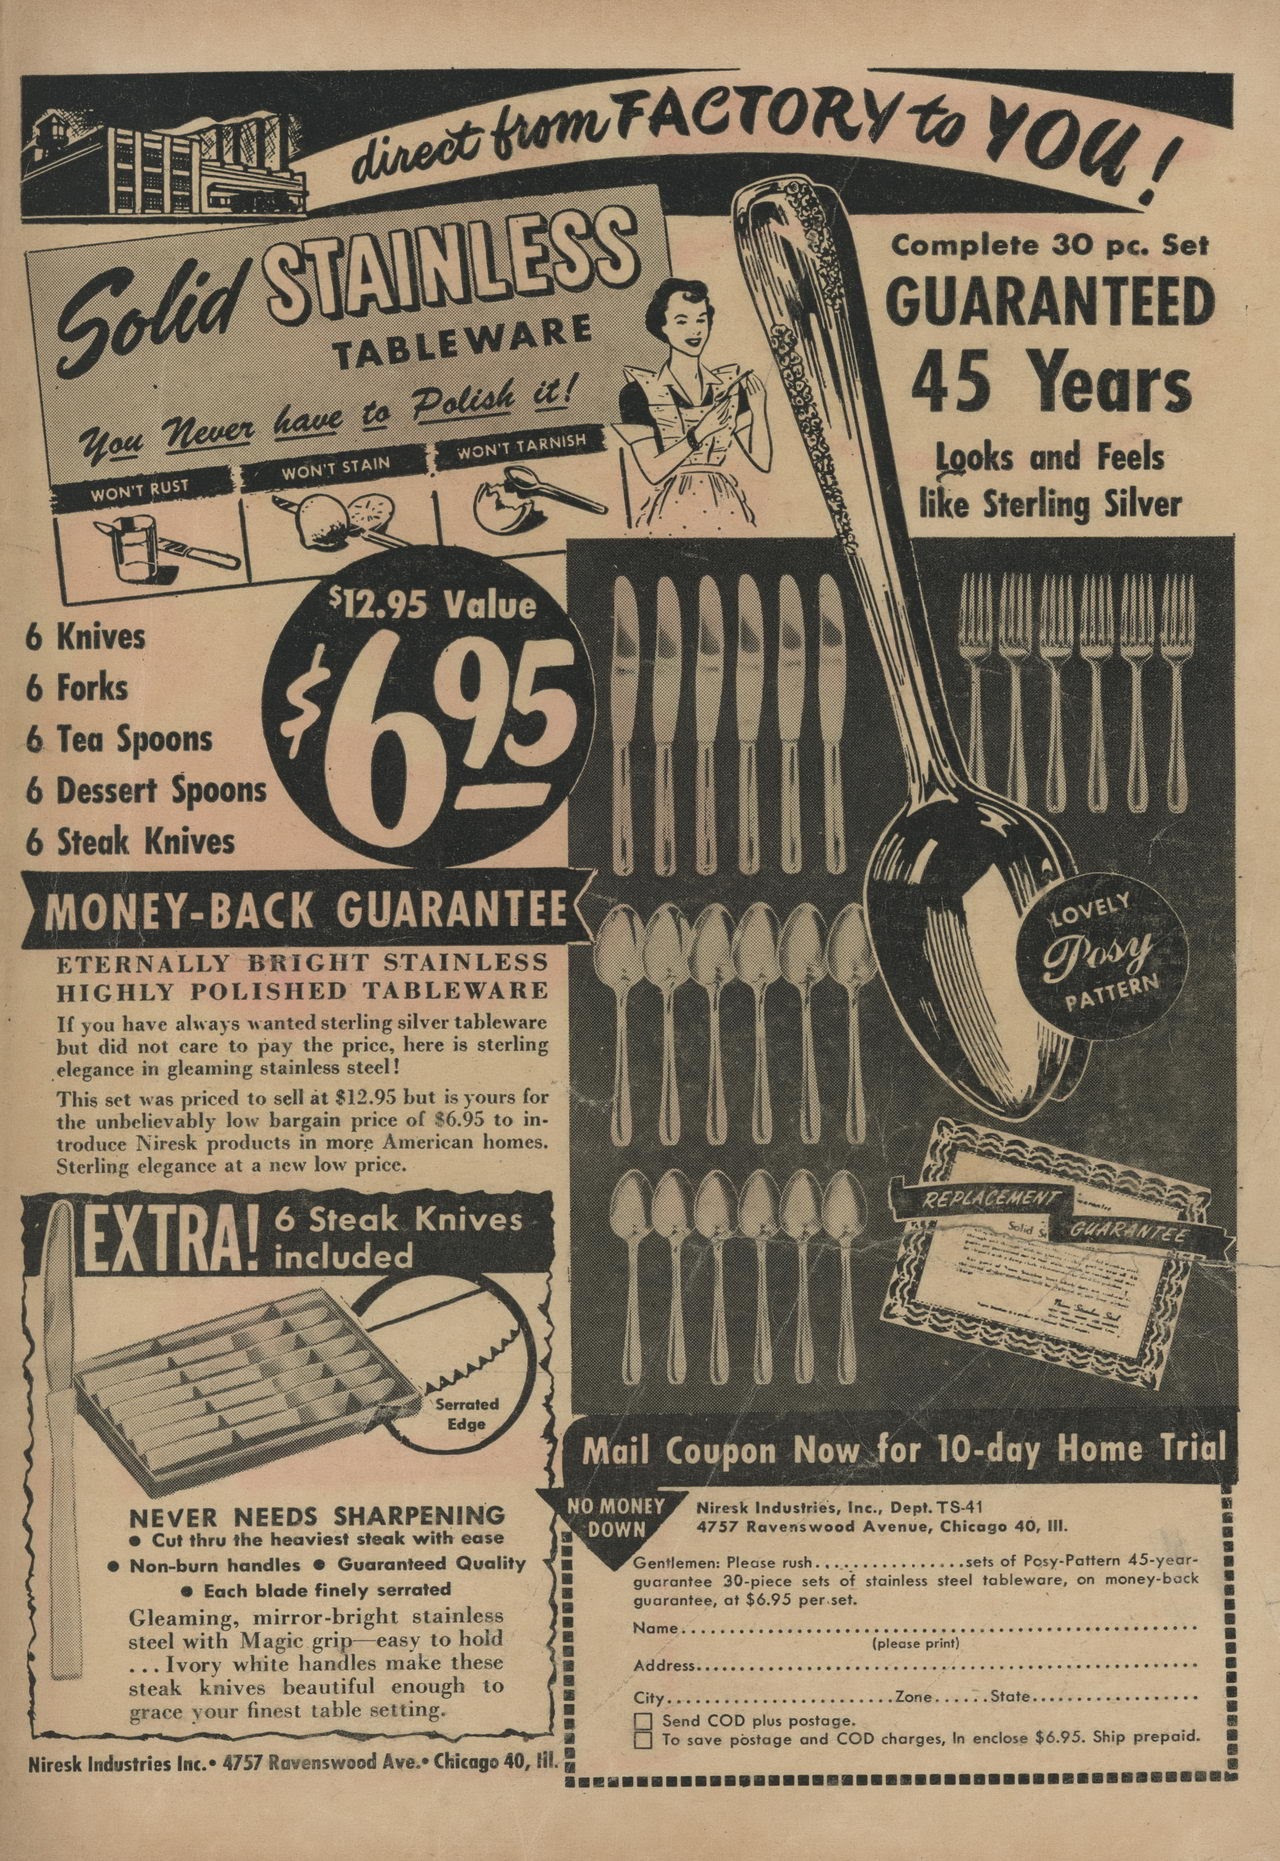 direct from FACTORY to YOU!
Solid STAINLESS
TABLEWARE
You Never have to Polish it!
WON'T RUST
WON'T STAIN
WON'T TARNISH
Complete 30 pc. Set
GUARANTEED
45 Years
Looks and Feels
like Sterling Silver
6 Knives
6 Forks
6 Tea Spoons
6 Dessert Spoons
6 Steak Knives
$12.95 Value
$6.95
MONEY-BACK GUARANTEE
ETERNALLY BRIGHT STAINLESS
HIGHLY POLISHED TABLEWARE
If you have always wanted sterling silver tableware
but did not care to pay the price, here is sterling
elegance in gleaming stainless steel!
This set was priced to sell at $12.95 but is yours for
the unbelievably low bargain price of $6.95 to in-
troduce Niresk products in more American homes.
Sterling elegance at a new low price.
LOVELY
Posy
PATTERN
REPLACEMENT
GUARANTEE
EXTRA! 6 Steak Knives
included
Serrated
Edge
NEVER NEEDS SHARPENING
• Cut thru the heaviest steak with ease
• Non-burn handles • Guaranteed Quality
• Each blade finely serrated
Gleaming, mirror-bright stainless
steel with Magic grip—easy to hold
... Ivory white handles make these
steak knives beautiful enough to
grace your finest table setting.
Niresk Industries Inc.• 4757 Ravenswood Ave.• Chicago 40, Ill.
Mail Coupon Now for 10-day Home Trial
NO MONEY
DOWN
Niresk Industries, Inc., Dept. TS-41
4757 Ravenswood Avenue, Chicago 40, Ill.
Gentlemen: Please rush................sets of Posy-Pattern 45-year-
guarantee 30-piece sets of stainless steel tableware, on money-back
guarantee, at $6.95 per set.
Name..........................................................
(please print)
Address........................................................
City.........................Zone......State..................
Send COD plus postage.
To save postage and COD charges, In enclose $6.95. Ship prepaid.